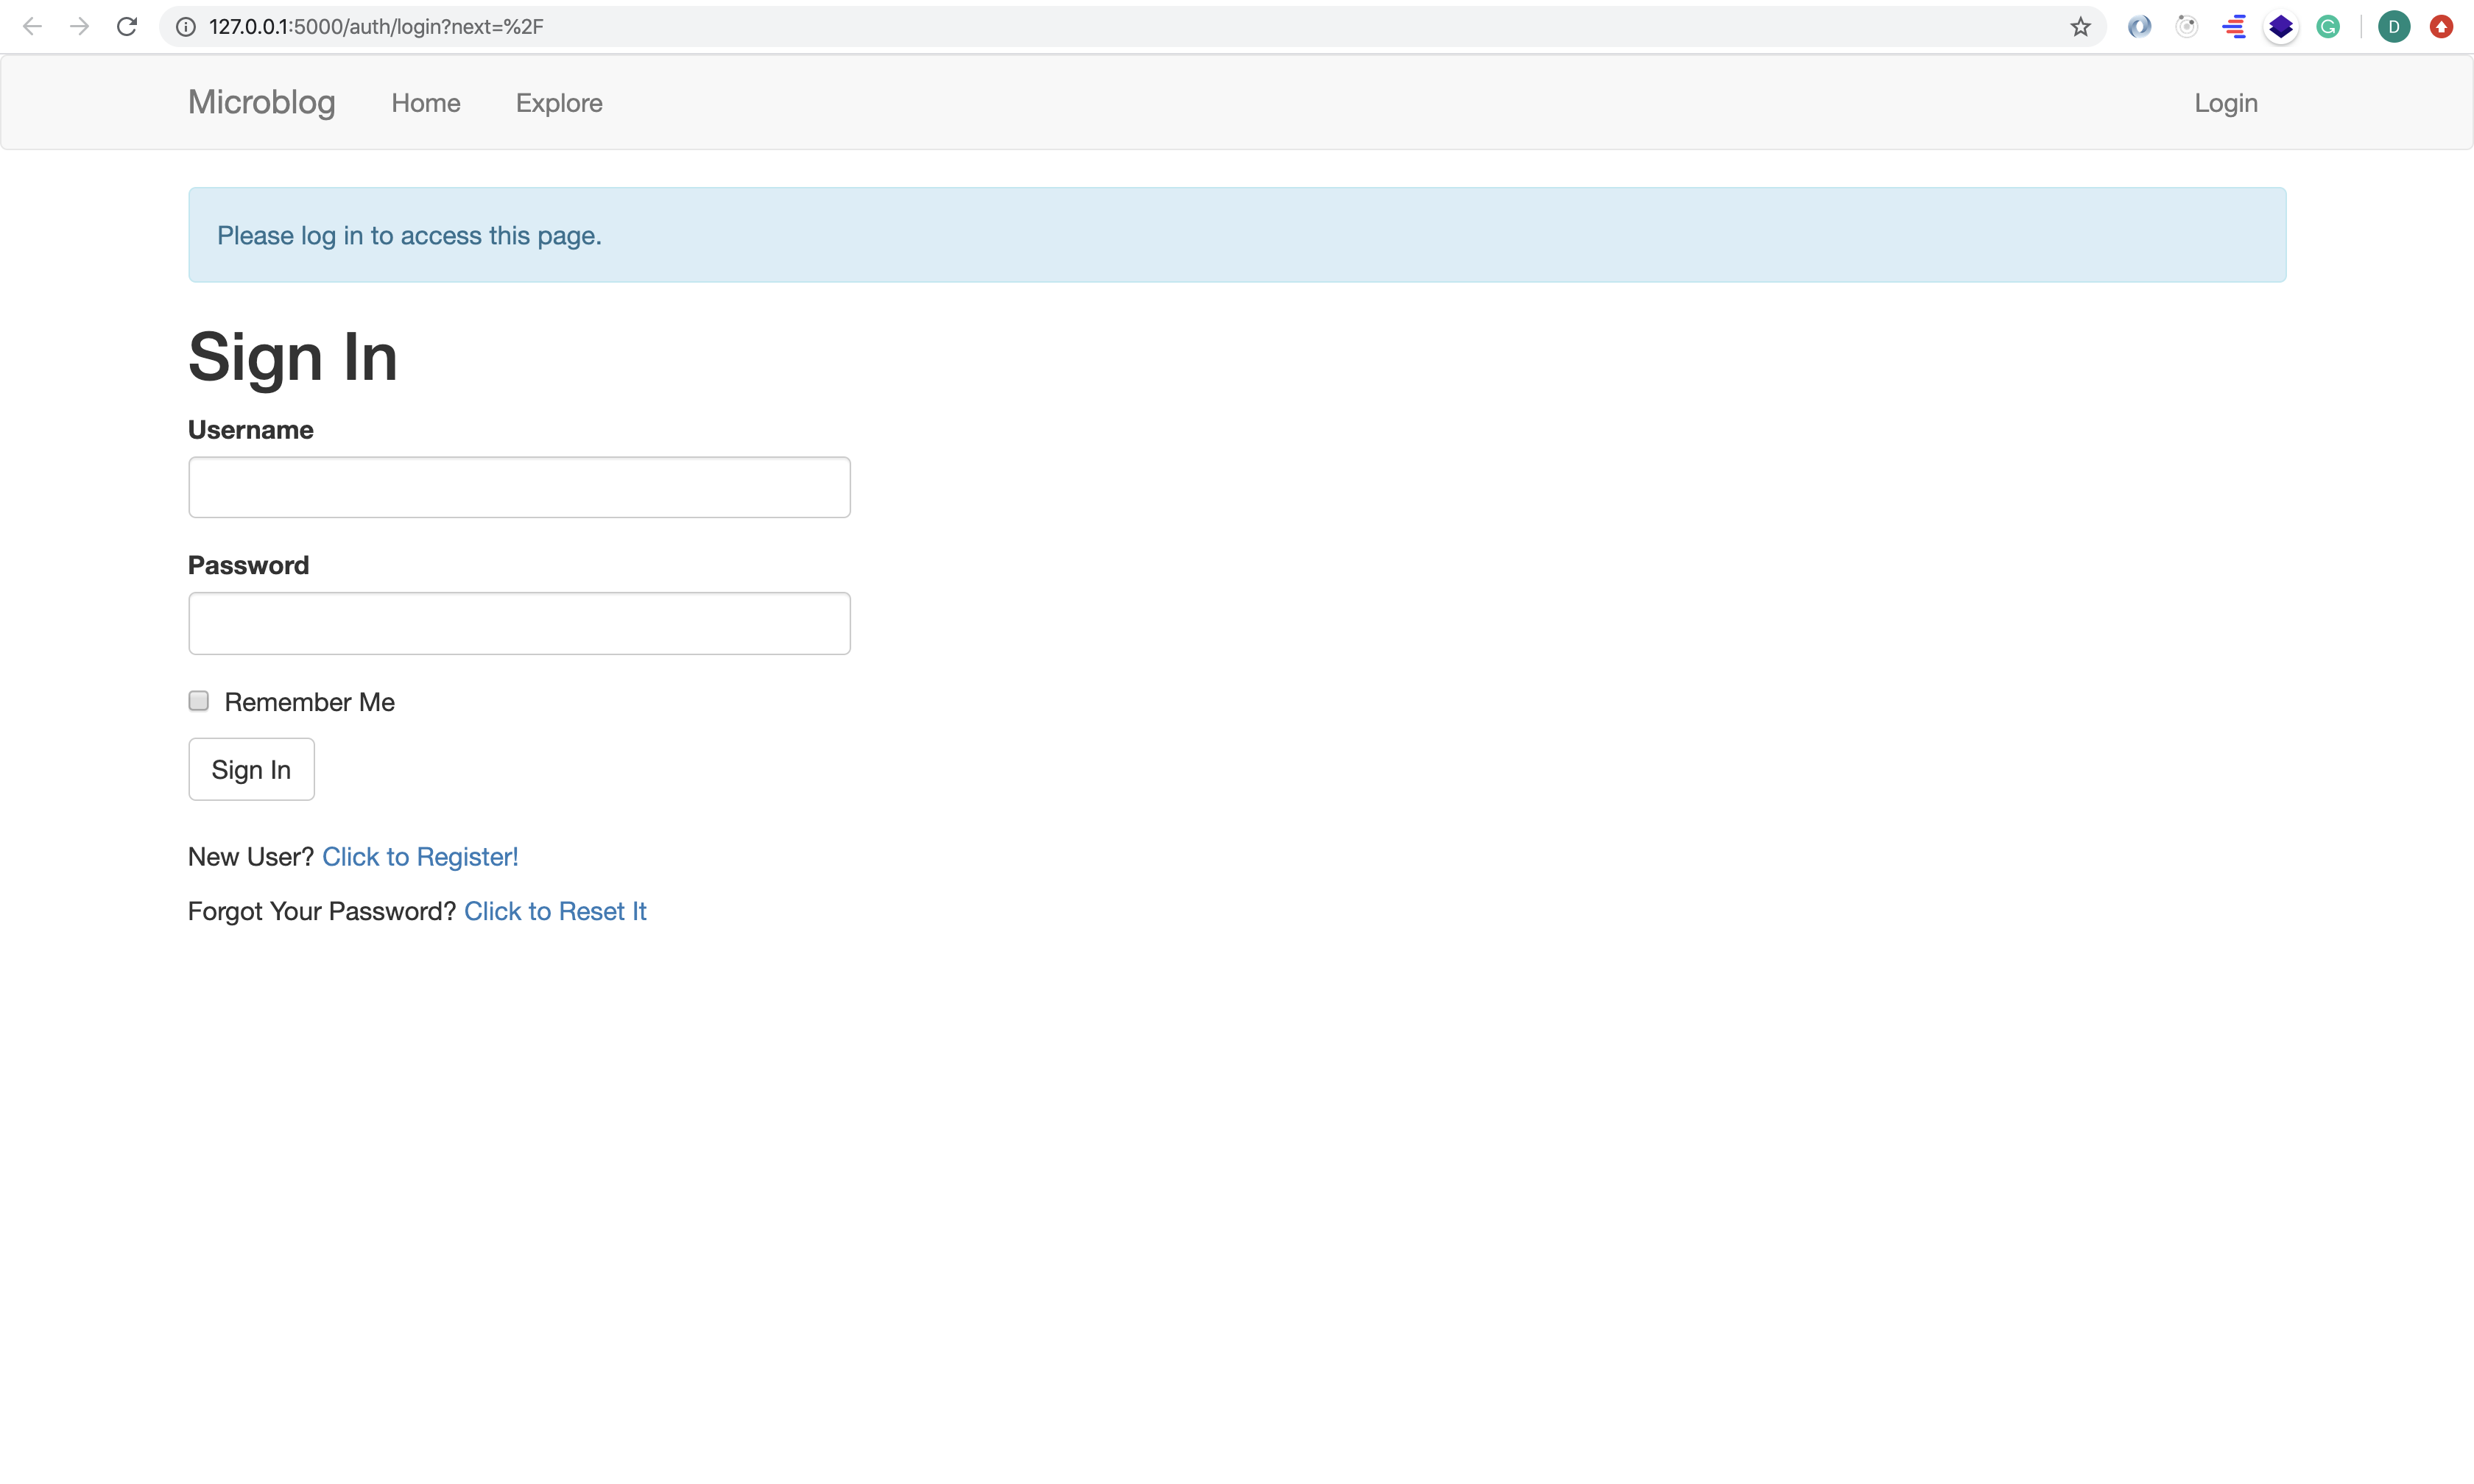 127.0.0.1:5000/auth/login?next=%2F
D
Microblog Home Explore Login
Please log in to access this page.
Sign In
Username
Password
Remember Me
Sign In
New User? Click to Register!
Forgot Your Password? Click to Reset It